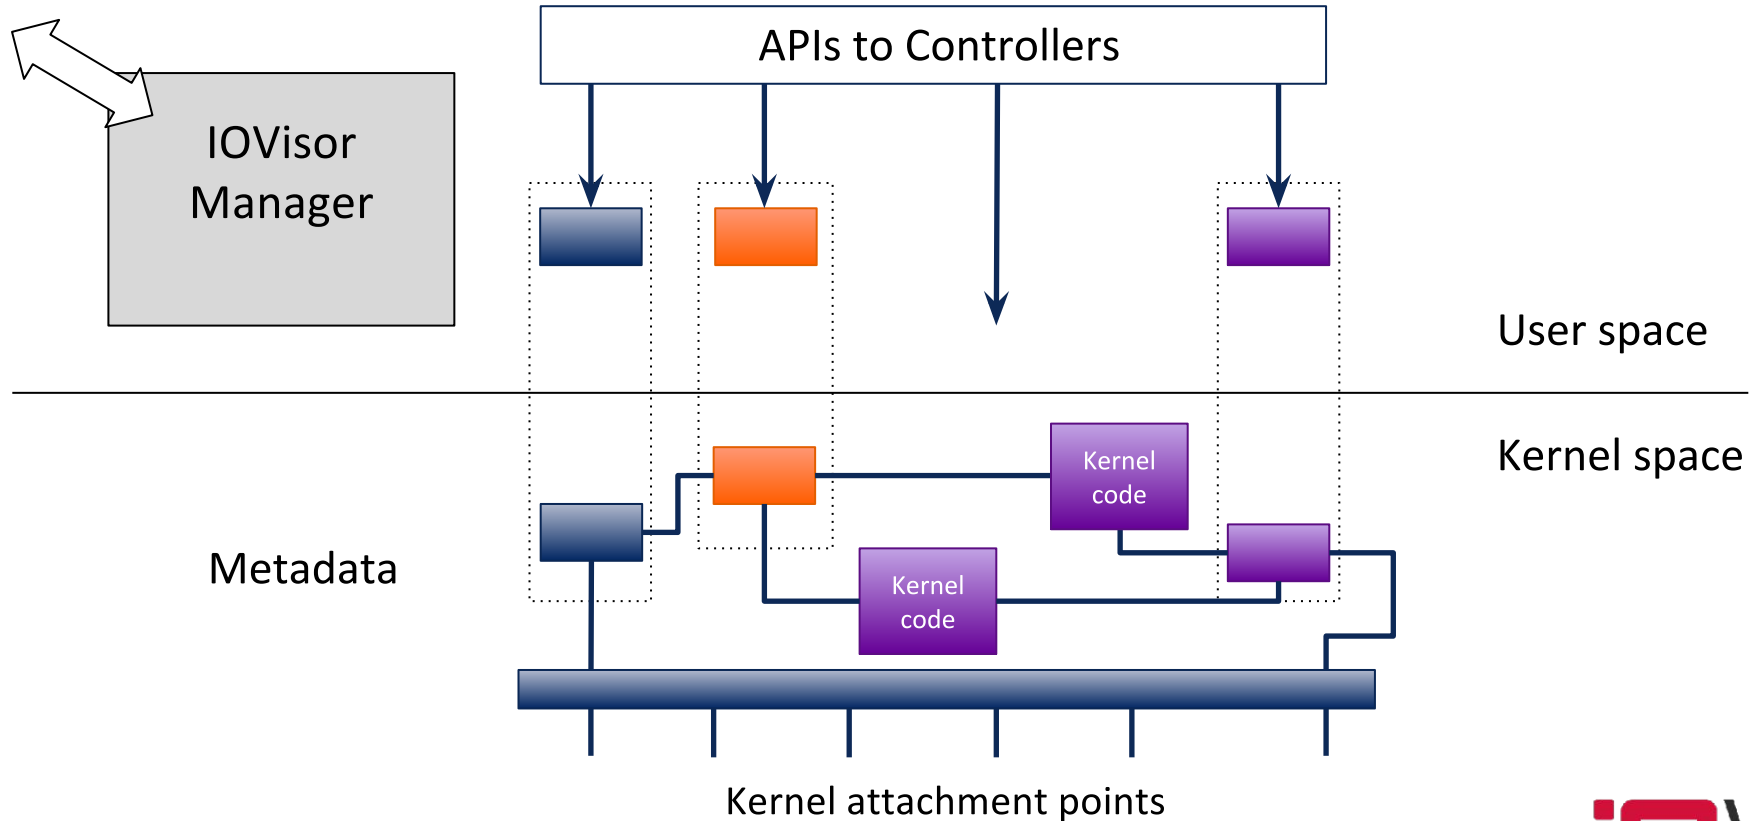 APIs to Controllers
IOVisor
Manager
User space
Kernel space
Kernel
code
Metadata
Kernel
code
Kernel attachment points